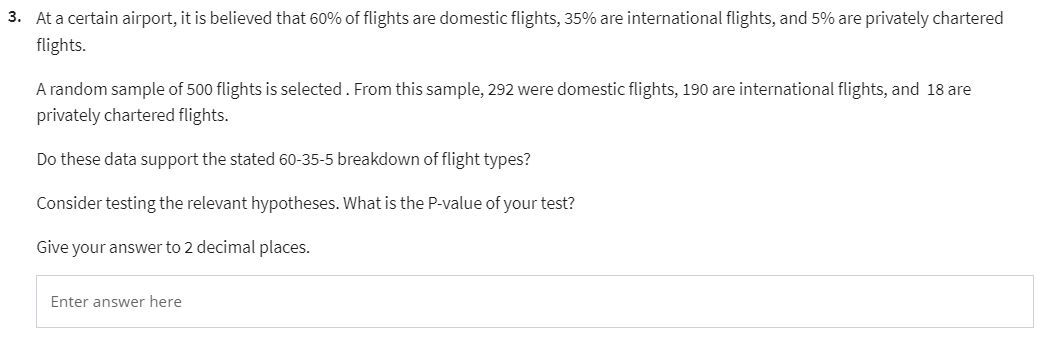 3. At a certain airport, it is believed that 60% of flights are domestic flights, 35% are international flights, and 5% are privately chartered
flights.
A random sample of 500 flights is selected . From this sample, 292 were domestic flights, 190 are international flights, and 18 are
privately chartered flights.
Do these data support the stated 60-35-5 breakdown of flight types?
Consider testing the relevant hypotheses. What is the P-value of your test?
Give your answer to 2 decimal places.
Enter answer here